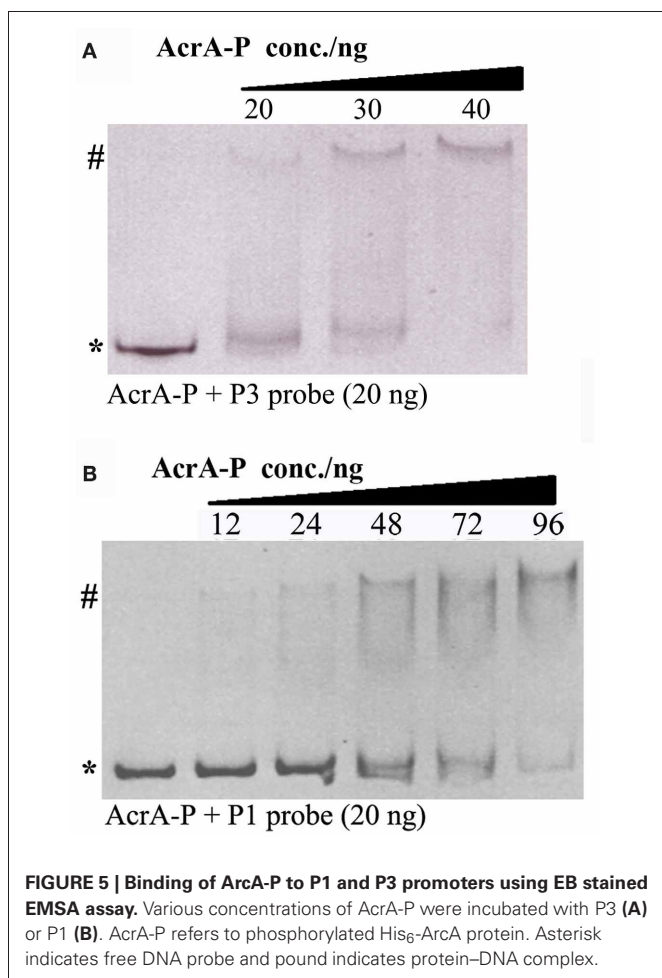 A
AcrA-P conc./ng
20 30 40
#
*
AcrA-P + P3 probe (20 ng)
B
AcrA-P conc./ng
12 24 48 72 96
#
*
AcrA-P + P1 probe (20 ng)
FIGURE 5 | Binding of ArcA-P to P1 and P3 promoters using EB stained
EMSA assay. Various concentrations of AcrA-P were incubated with P3 (A)
or P1 (B). AcrA-P refers to phosphorylated His₆-ArcA protein. Asterisk
indicates free DNA probe and pound indicates protein–DNA complex.